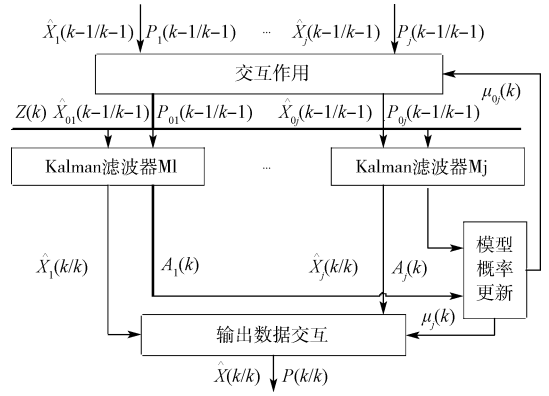 X̂₁(k−1/k−1) P₁(k−1/k−1) ... X̂ⱼ(k−1/k−1) Pⱼ(k−1/k−1)
交互作用
μ₀ⱼ(k)
Z(k) X̂₀₁(k−1/k−1) P₀₁(k−1/k−1) X̂₀ⱼ(k−1/k−1) P₀ⱼ(k−1/k−1)
Kalman滤波器Ml ... Kalman滤波器Mj
模型
概率
更新
X̂₁(k/k) Λ₁(k) X̂ⱼ(k/k) Λⱼ(k)
μⱼ(k)
输出数据交互
X̂(k/k) P(k/k)